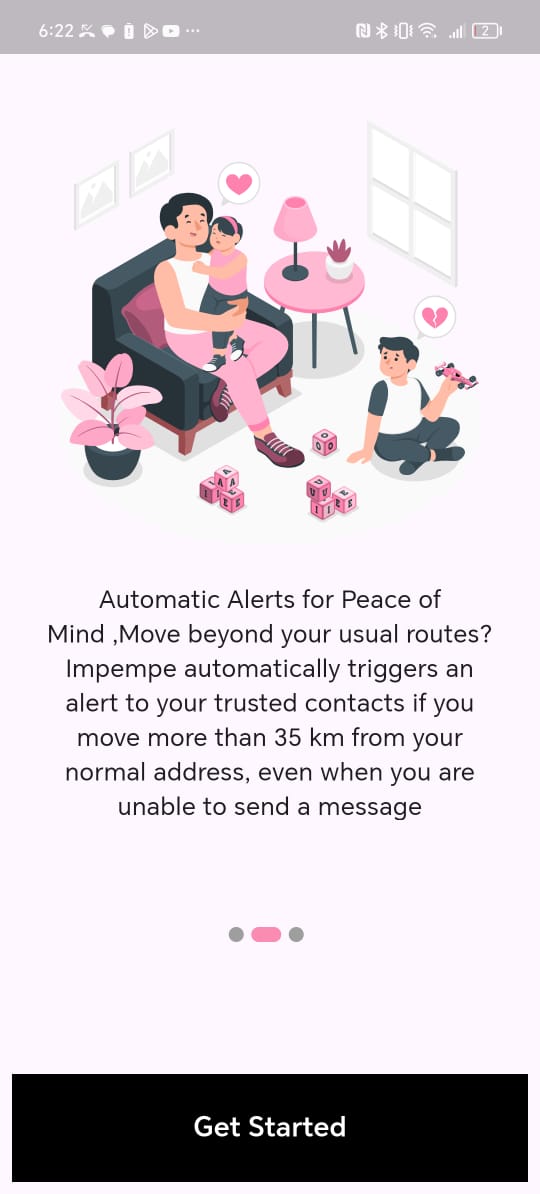 6:22
2
Automatic Alerts for Peace of
Mind ,Move beyond your usual routes?
Impempe automatically triggers an
alert to your trusted contacts if you
move more than 35 km from your
normal address, even when you are
unable to send a message
Get Started